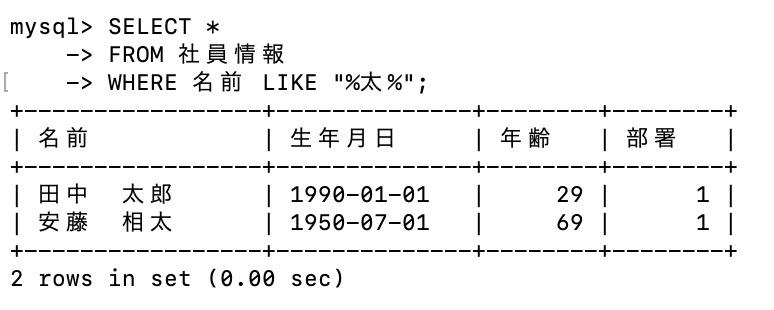 mysql> SELECT *
    -> FROM 社員情報
    -> WHERE 名前 LIKE "%太%";
+------------------+--------------+--------+--------+
| 名前             | 生年月日     | 年齢   | 部署   |
+------------------+--------------+--------+--------+
| 田中　太郎       | 1990-01-01   |     29 |      1 |
| 安藤　相太       | 1950-07-01   |     69 |      1 |
+------------------+--------------+--------+--------+
2 rows in set (0.00 sec)